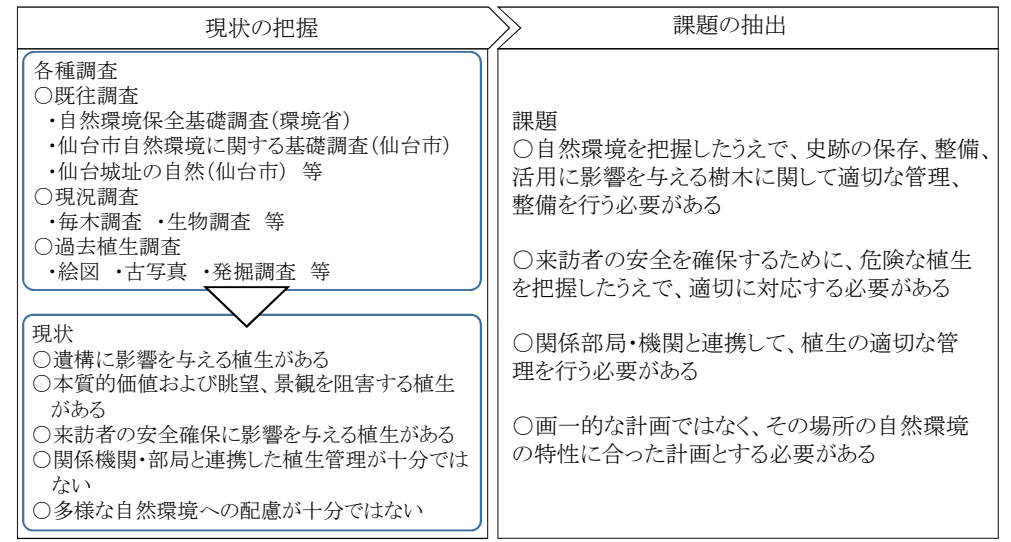 現状の把握
各種調査
○既往調査
・自然環境保全基礎調査(環境省)
・仙台市自然環境に関する基礎調査(仙台市)
・仙台城址の自然(仙台市) 等
○現況調査
・毎木調査 ・生物調査 等
○過去植生調査
・絵図 ・古写真 ・発掘調査 等
現状
○遺構に影響を与える植生がある
○本質的価値および眺望、景観を阻害する植生
がある
○来訪者の安全確保に影響を与える植生がある
○関係機関・部局と連携した植生管理が十分では
ない
○多様な自然環境への配慮が十分ではない
課題の抽出
課題
○自然環境を把握したうえで、史跡の保存、整備、
活用に影響を与える樹木に関して適切な管理、
整備を行う必要がある
○来訪者の安全を確保するために、危険な植生
を把握したうえで、適切に対応する必要がある
○関係部局・機関と連携して、植生の適切な管
理を行う必要がある
○画一的な計画ではなく、その場所の自然環境
の特性に合った計画とする必要がある